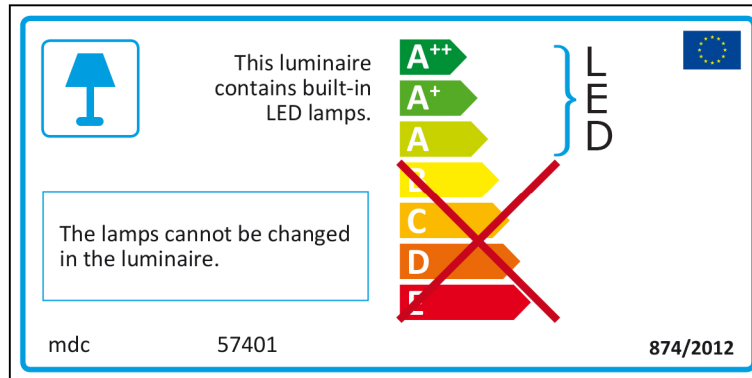 This luminaire
contains built-in
LED lamps.
A++
A+
A
B
C
D
E
L
E
D
The lamps cannot be changed
in the luminaire.
mdc 57401
874/2012